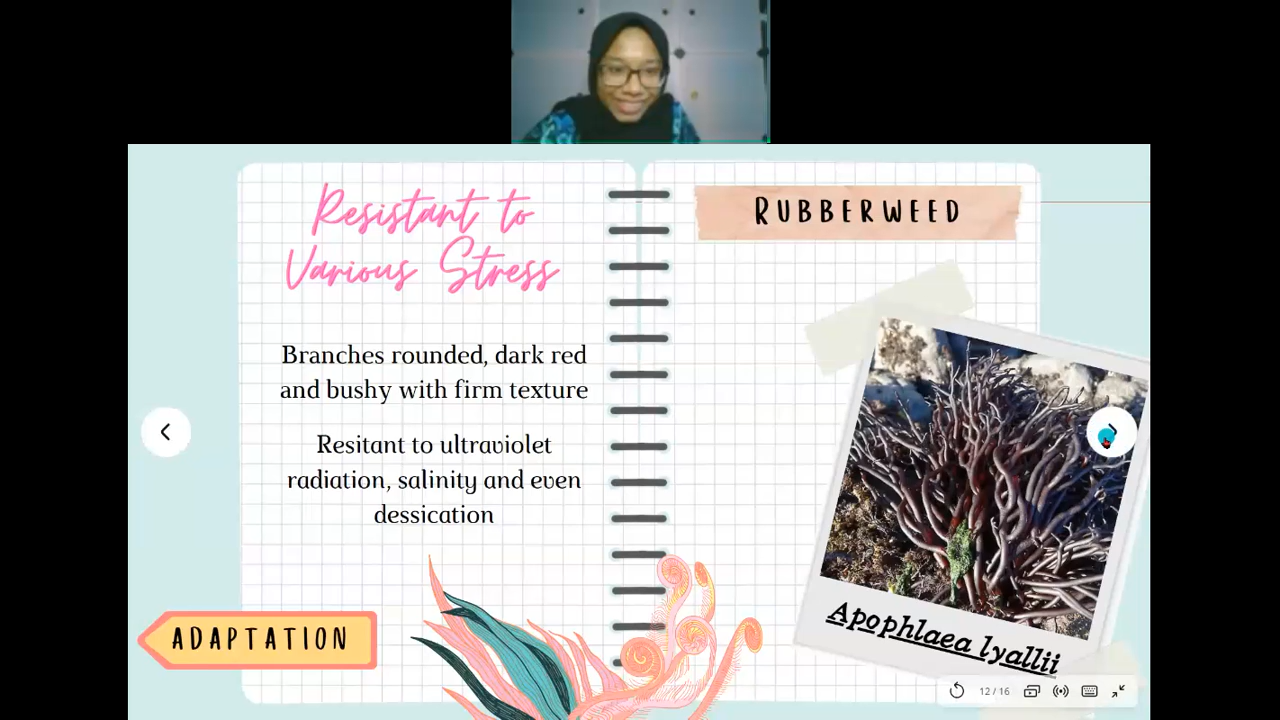 Resistant to
Various Stress
Branches rounded, dark red
and bushy with firm texture
Resitant to ultraviolet
radiation, salinity and even
dessication
ADAPTATION
RUBBERWEED
Apophlaea lyallii
12 / 16